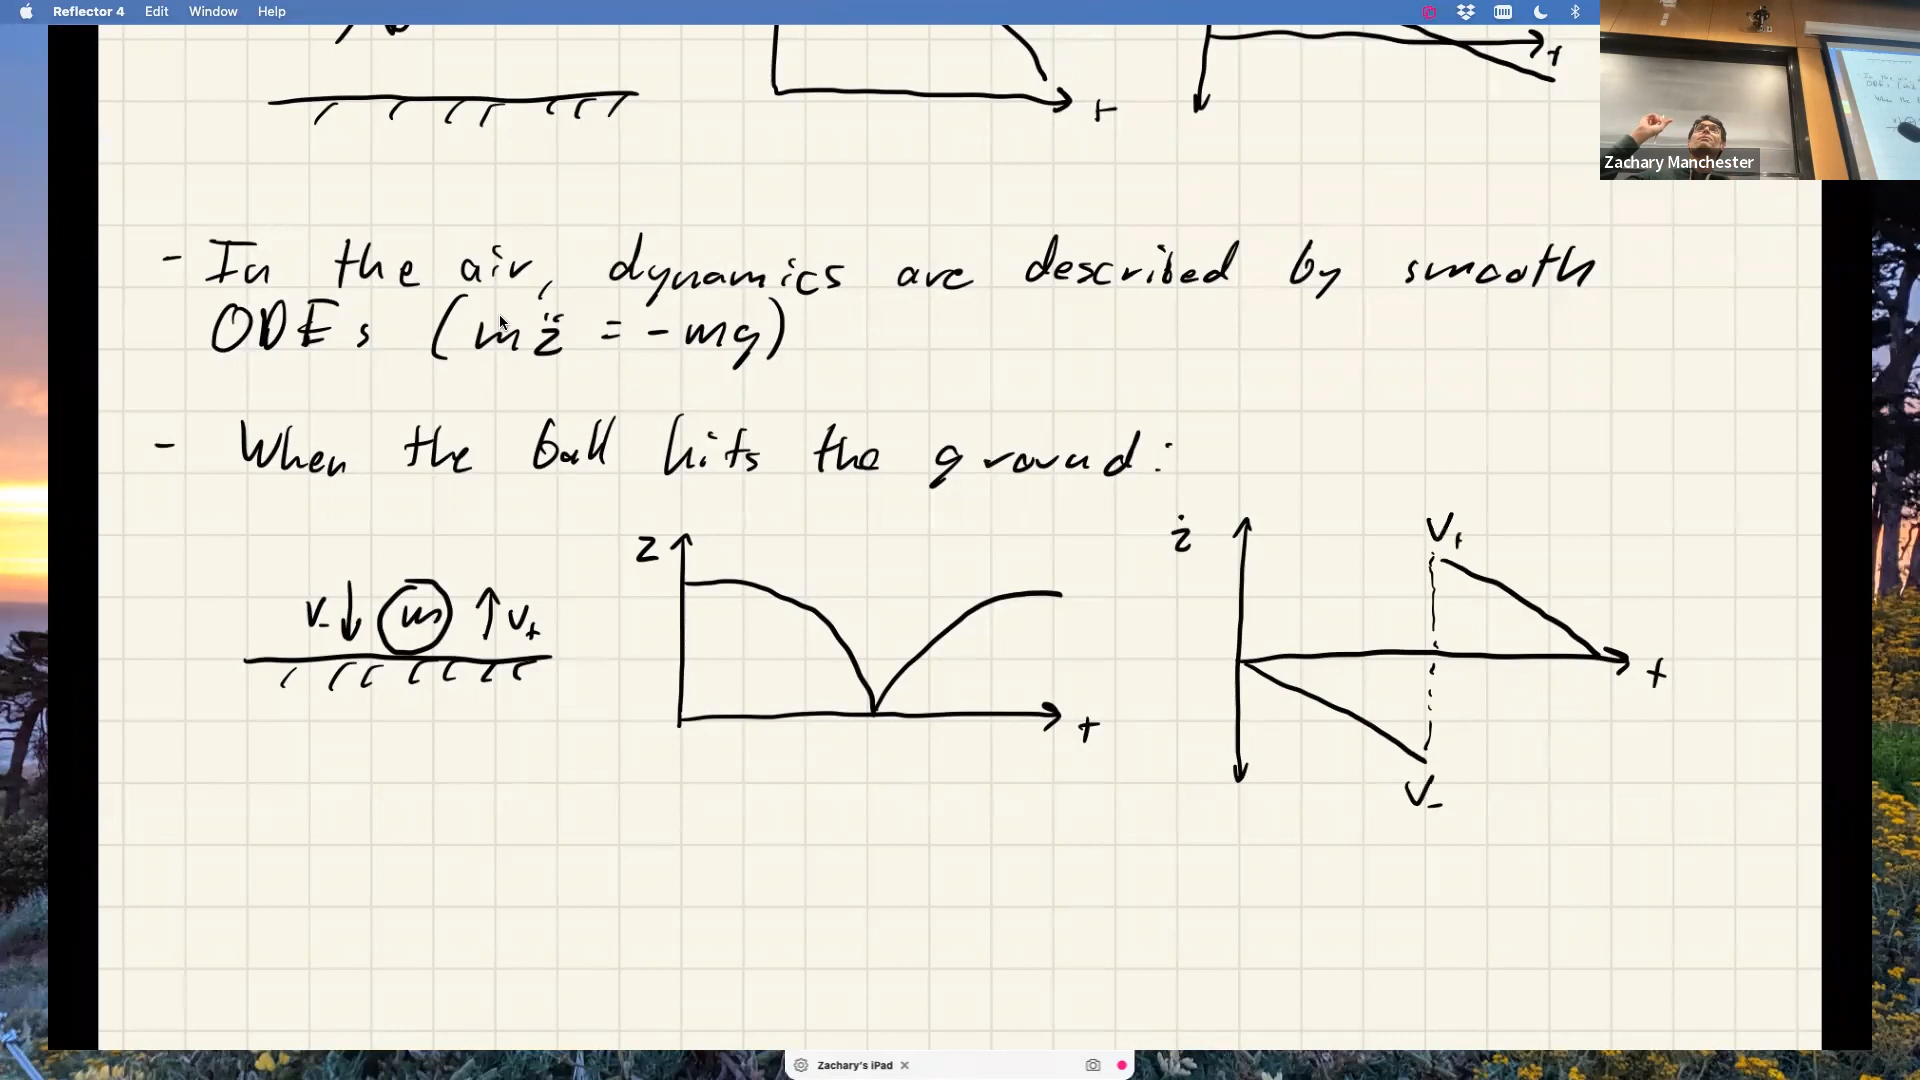 Reflector 4 Edit Window Help
Zachary Manchester
t
t
- In the air, dynamics are described by smooth
ODEs (mz̈ = -mg)
- When the ball hits the ground:
V- m V+
z
t
ż
V+
V-
t
Zachary's iPad